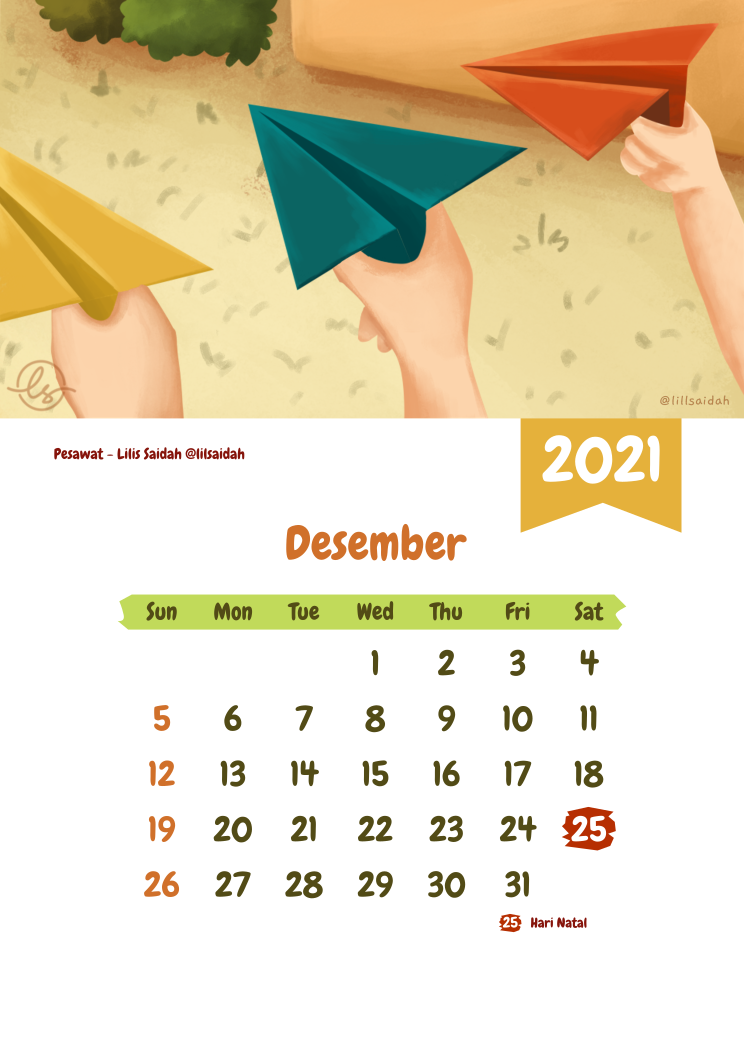 ls
@lillsaidah
Pesawat - Lilis Saidah @lilsaidah
2021
Desember
Sun Mon Tue Wed Thu Fri Sat
1 2 3 4
5 6 7 8 9 10 11
12 13 14 15 16 17 18
19 20 21 22 23 24 25
26 27 28 29 30 31
25 Hari Natal